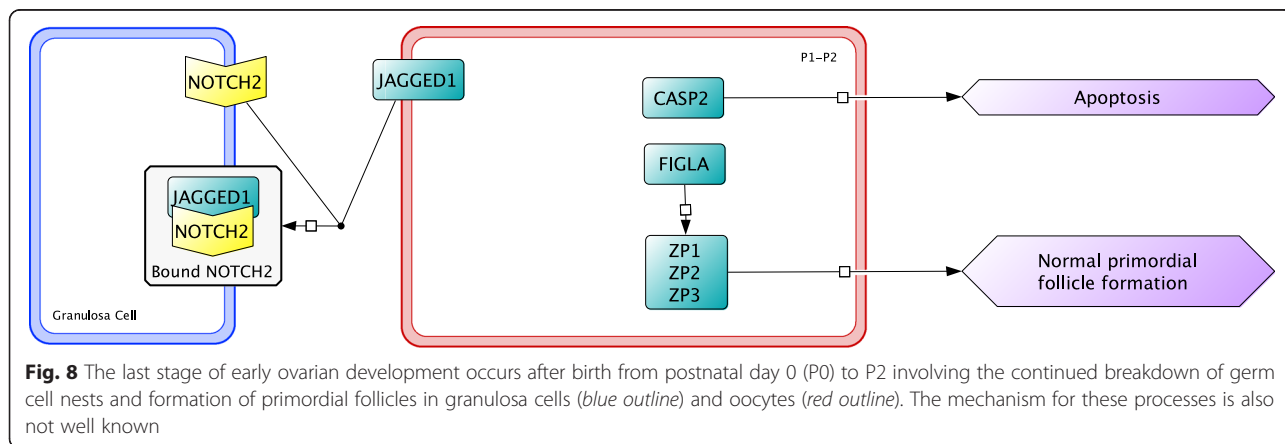 NOTCH2
JAGGED1
P1–P2
CASP2
Apoptosis
FIGLA
JAGGED1
NOTCH2
Bound NOTCH2
ZP1
ZP2
ZP3
Normal primordial
follicle formation
Granulosa Cell
Fig. 8 The last stage of early ovarian development occurs after birth from postnatal day 0 (P0) to P2 involving the continued breakdown of germ
cell nests and formation of primordial follicles in granulosa cells (blue outline) and oocytes (red outline). The mechanism for these processes is also
not well known